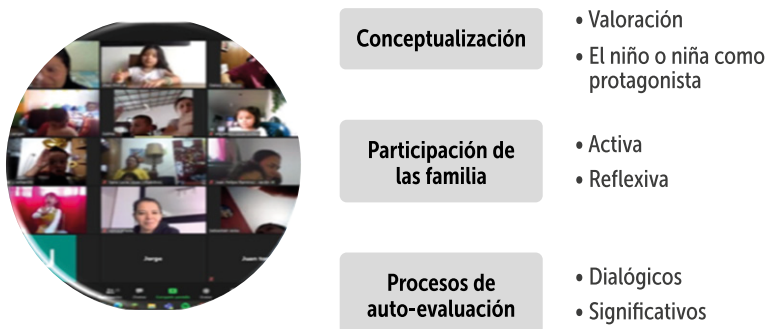 Conceptualización
• Valoración
• El niño o niña como
protagonista
Participación de
las familia
• Activa
• Reflexiva
Procesos de
auto-evaluación
• Dialógicos
• Significativos
Jorge